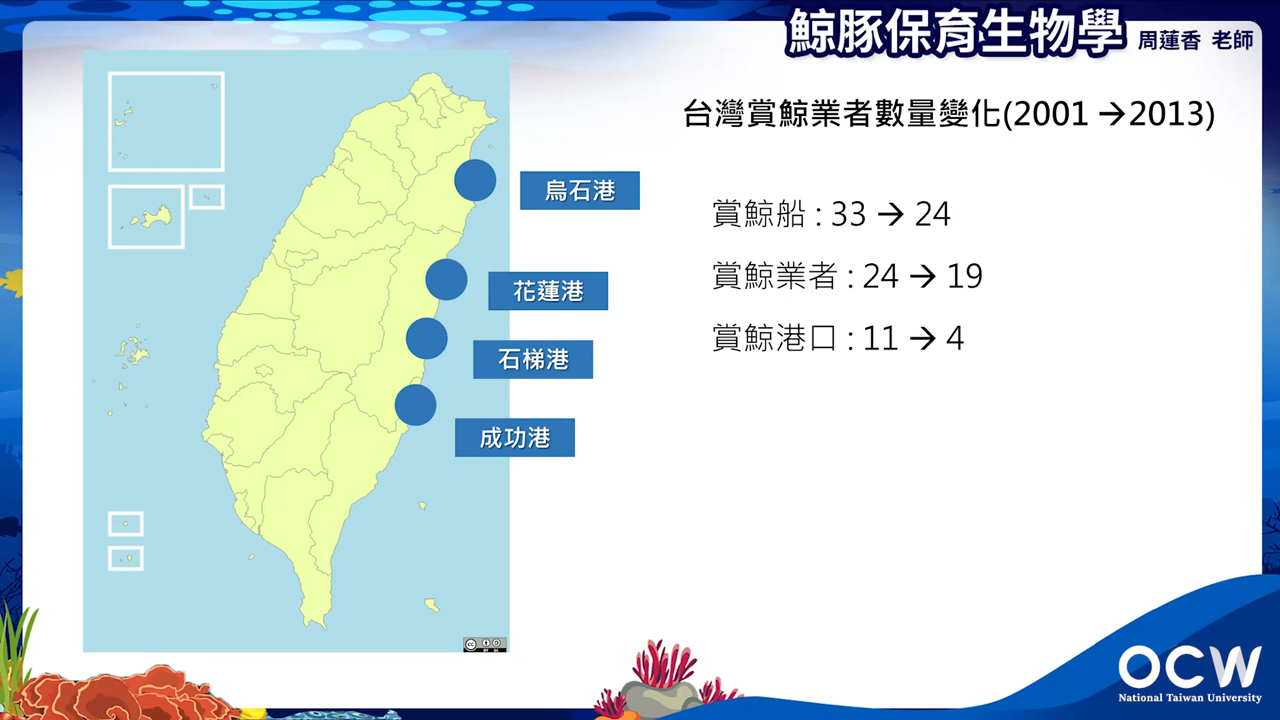 鯨豚保育生物學 周蓮香 老師
台灣賞鯨業者數量變化(2001 →2013)
賞鯨船 : 33 → 24
賞鯨業者 : 24 → 19
賞鯨港口 : 11 → 4
烏石港
花蓮港
石梯港
成功港
OCW
National Taiwan University